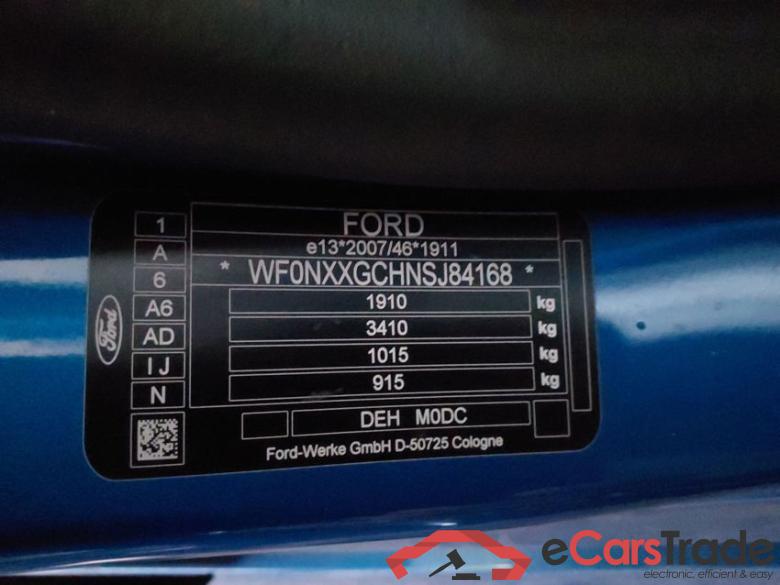 1
A
6
A6
AD
IJ
N
Ford
FORD
e13*2007/46*1911
* WF0NXXGCHNSJ84168 *
1910 kg
3410 kg
1015 kg
915 kg
DEH M0DC
Ford-Werke GmbH D-50725 Cologne
eCarsTrade
electronic, efficient & easy